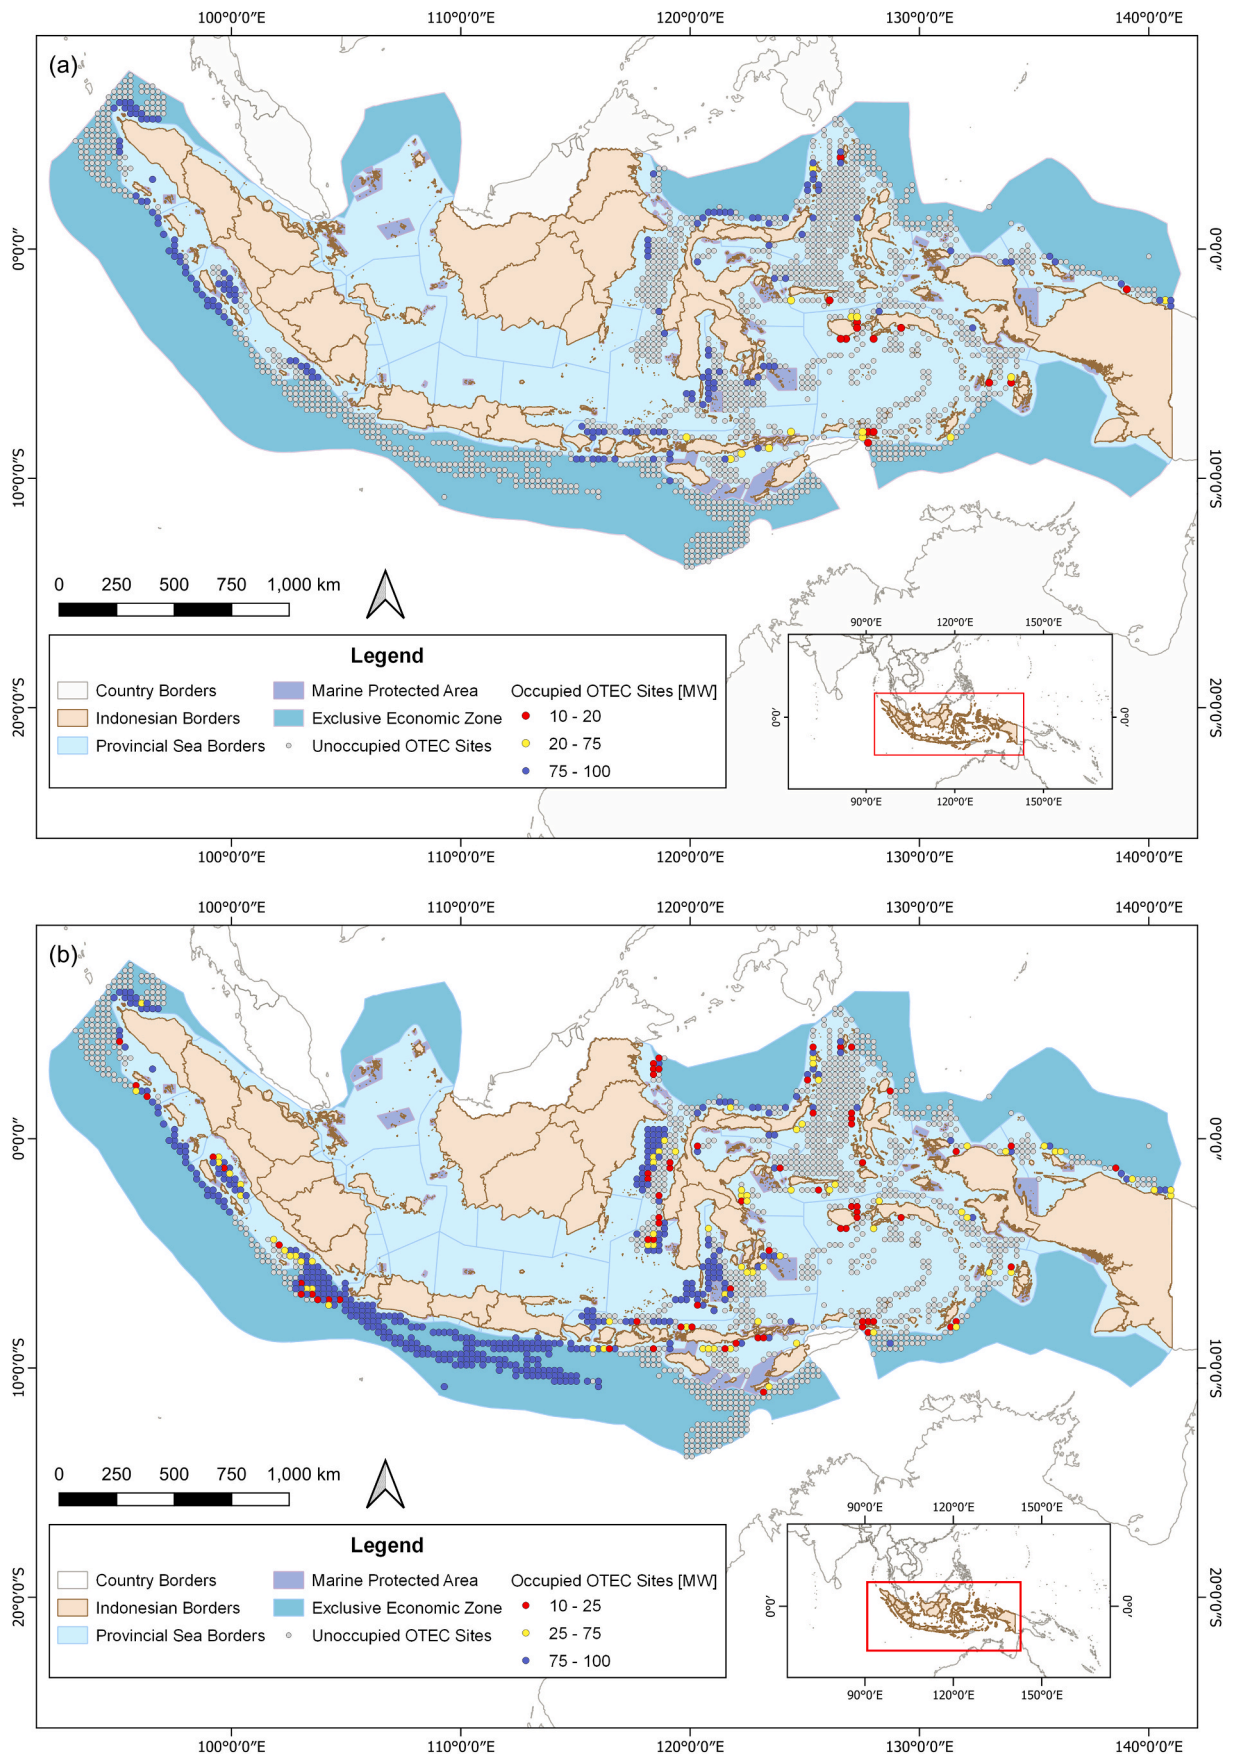 100°0'0"E 110°0'0"E 120°0'0"E 130°0'0"E 140°0'0"E
(a)
0°0'0"
0°0'0"
10°0'0"S
10°0'0"S
20°0'0"S
20°0'0"S
0 250 500 750 1,000 km
Legend
Country Borders
Indonesian Borders
Provincial Sea Borders
Marine Protected Area
Exclusive Economic Zone
Unoccupied OTEC Sites
Occupied OTEC Sites [MW]
10 - 20
20 - 75
75 - 100
90°0'E 120°0'E 150°0'E
0°0'
0°0'
90°0'E 120°0'E 150°0'E
100°0'0"E 110°0'0"E 120°0'0"E 130°0'0"E 140°0'0"E
100°0'0"E 110°0'0"E 120°0'0"E 130°0'0"E 140°0'0"E
(b)
0°0'0"
0°0'0"
10°0'0"S
10°0'0"S
20°0'0"S
20°0'0"S
0 250 500 750 1,000 km
Legend
Country Borders
Indonesian Borders
Provincial Sea Borders
Marine Protected Area
Exclusive Economic Zone
Unoccupied OTEC Sites
Occupied OTEC Sites [MW]
10 - 25
25 - 75
75 - 100
90°0'E 120°0'E 150°0'E
0°0'
0°0'
90°0'E 120°0'E 150°0'E
100°0'0"E 110°0'0"E 120°0'0"E 130°0'0"E 140°0'0"E